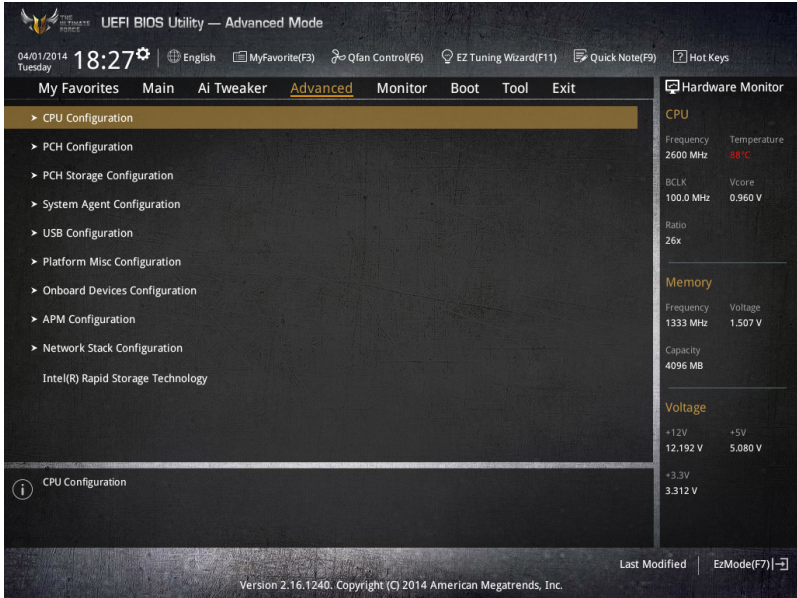 THE ULTIMATE FORCE UEFI BIOS Utility — Advanced Mode
04/01/2014 Tuesday 18:27 English MyFavorite(F3) Qfan Control(F6) EZ Tuning Wizard(F11) Quick Note(F9) ? Hot Keys
My Favorites Main Ai Tweaker Advanced Monitor Boot Tool Exit
CPU Configuration
PCH Configuration
PCH Storage Configuration
System Agent Configuration
USB Configuration
Platform Misc Configuration
Onboard Devices Configuration
APM Configuration
Network Stack Configuration
Intel(R) Rapid Storage Technology
i CPU Configuration
Hardware Monitor
CPU
Frequency Temperature
2600 MHz 88°C
BCLK Vcore
100.0 MHz 0.960 V
Ratio
26x
Memory
Frequency Voltage
1333 MHz 1.507 V
Capacity
4096 MB
Voltage
+12V +5V
12.192 V 5.080 V
+3.3V
3.312 V
Last Modified EzMode(F7)
Version 2.16.1240. Copyright (C) 2014 American Megatrends, Inc.